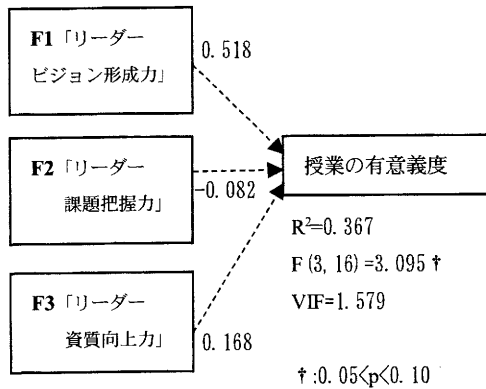 F1「リーダー
ビジョン形成力」
0.518
F2「リーダー
課題把握力」
-0.082
授業の有意義度
R²=0.367
F(3, 16)=3.095 †
VIF=1.579
F3「リーダー
資質向上力」
0.168
†:0.05<p<0.10